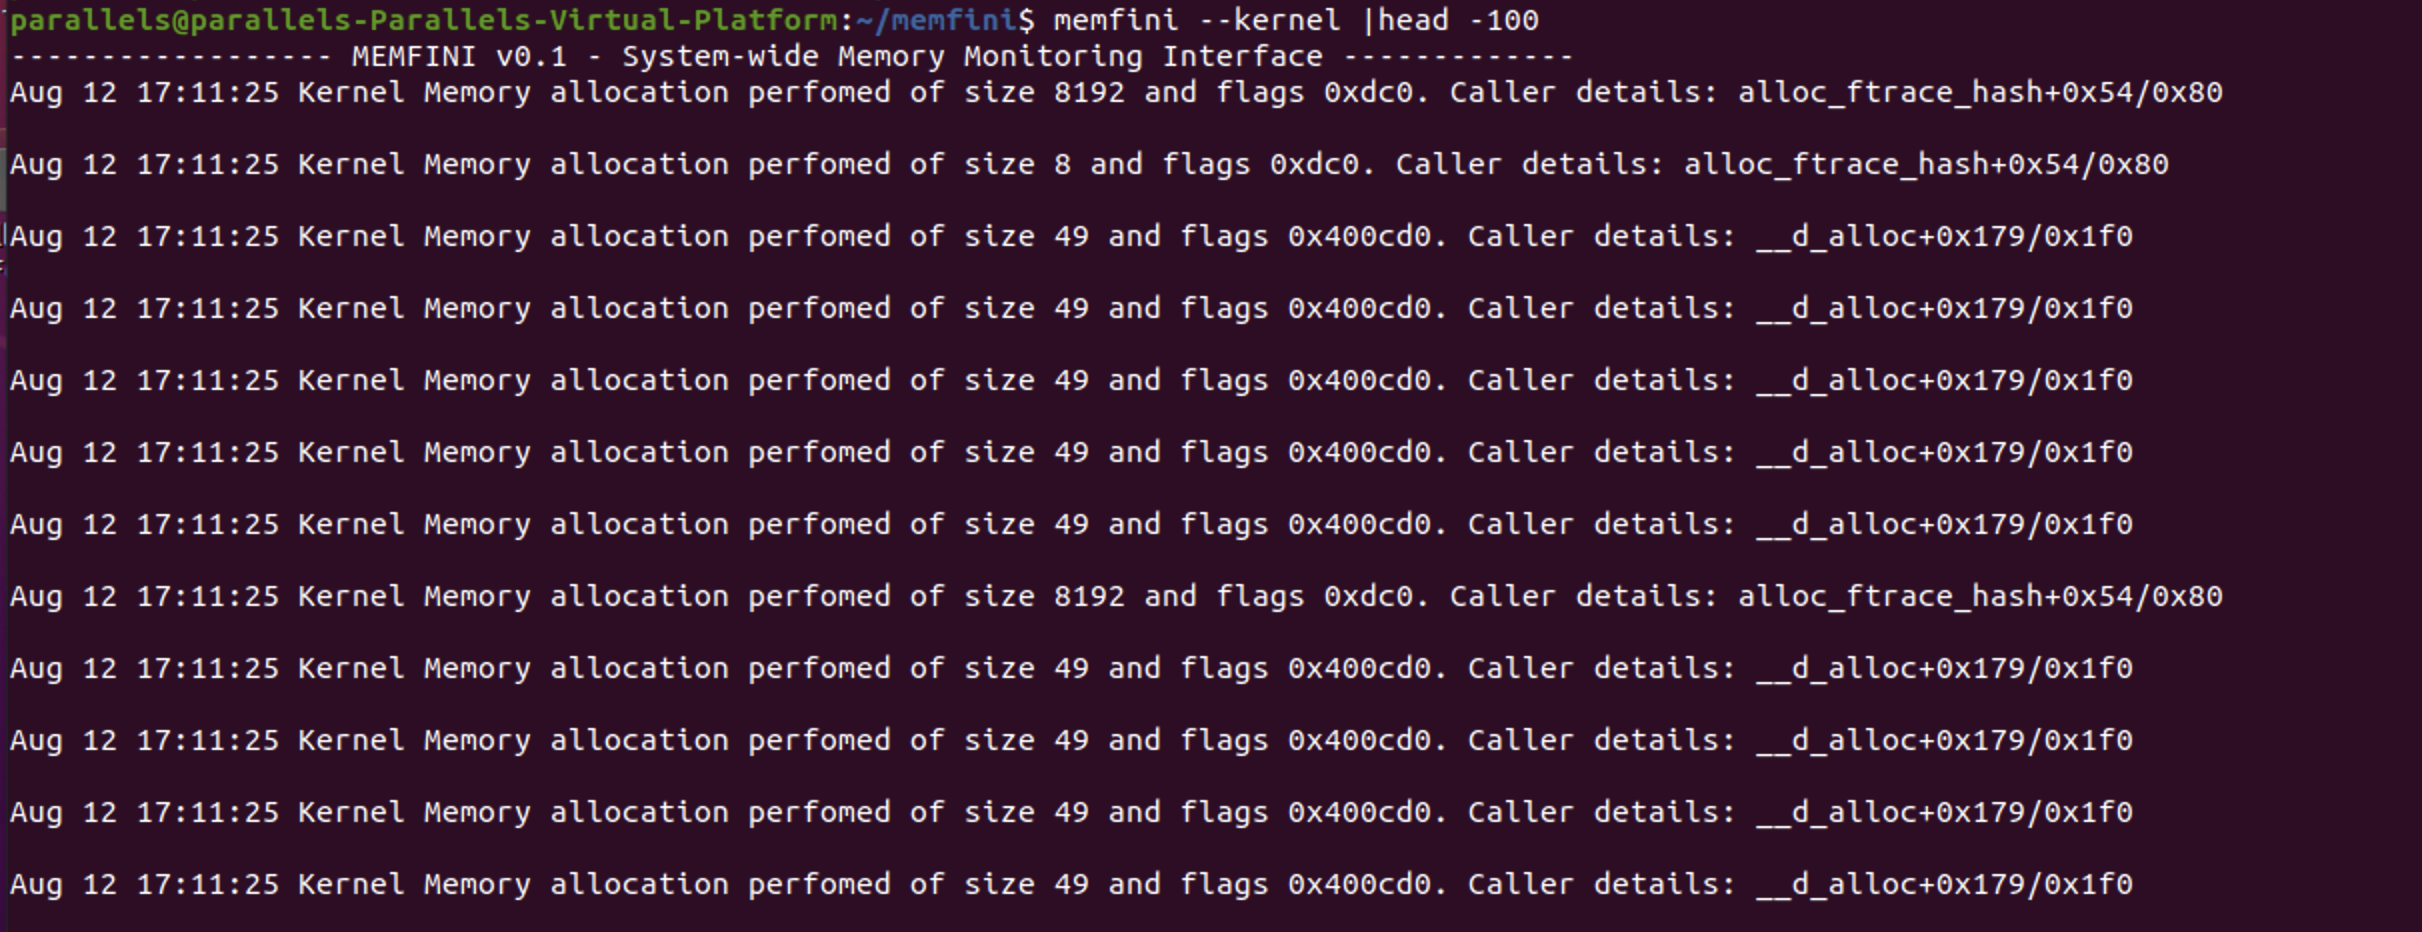 parallels@parallels-Parallels-Virtual-Platform:~/memfini$ memfini --kernel |head -100
------------------ MEMFINI v0.1 - System-wide Memory Monitoring Interface -------------
Aug 12 17:11:25 Kernel Memory allocation perfomed of size 8192 and flags 0xdc0. Caller details: alloc_ftrace_hash+0x54/0x80
Aug 12 17:11:25 Kernel Memory allocation perfomed of size 8 and flags 0xdc0. Caller details: alloc_ftrace_hash+0x54/0x80
Aug 12 17:11:25 Kernel Memory allocation perfomed of size 49 and flags 0x400cd0. Caller details: __d_alloc+0x179/0x1f0
Aug 12 17:11:25 Kernel Memory allocation perfomed of size 49 and flags 0x400cd0. Caller details: __d_alloc+0x179/0x1f0
Aug 12 17:11:25 Kernel Memory allocation perfomed of size 49 and flags 0x400cd0. Caller details: __d_alloc+0x179/0x1f0
Aug 12 17:11:25 Kernel Memory allocation perfomed of size 49 and flags 0x400cd0. Caller details: __d_alloc+0x179/0x1f0
Aug 12 17:11:25 Kernel Memory allocation perfomed of size 49 and flags 0x400cd0. Caller details: __d_alloc+0x179/0x1f0
Aug 12 17:11:25 Kernel Memory allocation perfomed of size 8192 and flags 0xdc0. Caller details: alloc_ftrace_hash+0x54/0x80
Aug 12 17:11:25 Kernel Memory allocation perfomed of size 49 and flags 0x400cd0. Caller details: __d_alloc+0x179/0x1f0
Aug 12 17:11:25 Kernel Memory allocation perfomed of size 49 and flags 0x400cd0. Caller details: __d_alloc+0x179/0x1f0
Aug 12 17:11:25 Kernel Memory allocation perfomed of size 49 and flags 0x400cd0. Caller details: __d_alloc+0x179/0x1f0
Aug 12 17:11:25 Kernel Memory allocation perfomed of size 49 and flags 0x400cd0. Caller details: __d_alloc+0x179/0x1f0